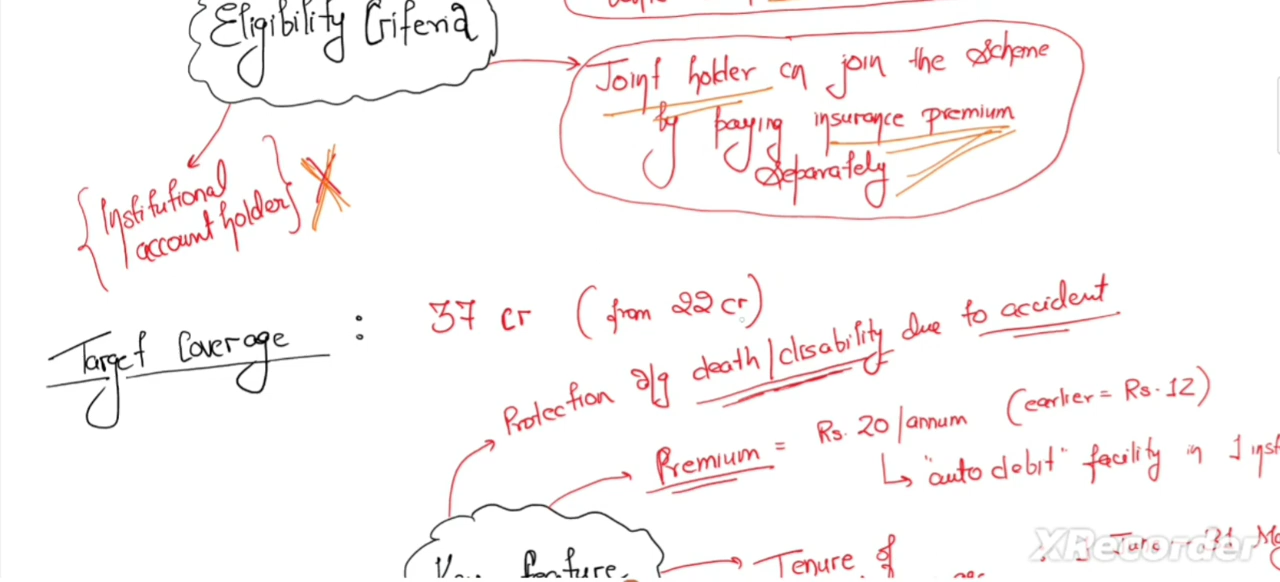 Eligibility Criteria
Joint holder cn join the scheme
by paying insurance premium
separately
{Institutional
account holder}
Target Coverage : 37 cr (from 22 cr)
Protection a/g death/disability due to accident
Premium = Rs. 20/annum (earlier = Rs. 12)
↳ "auto debit" facility in 1 inst
Key feature
Tenure of
XRecorder